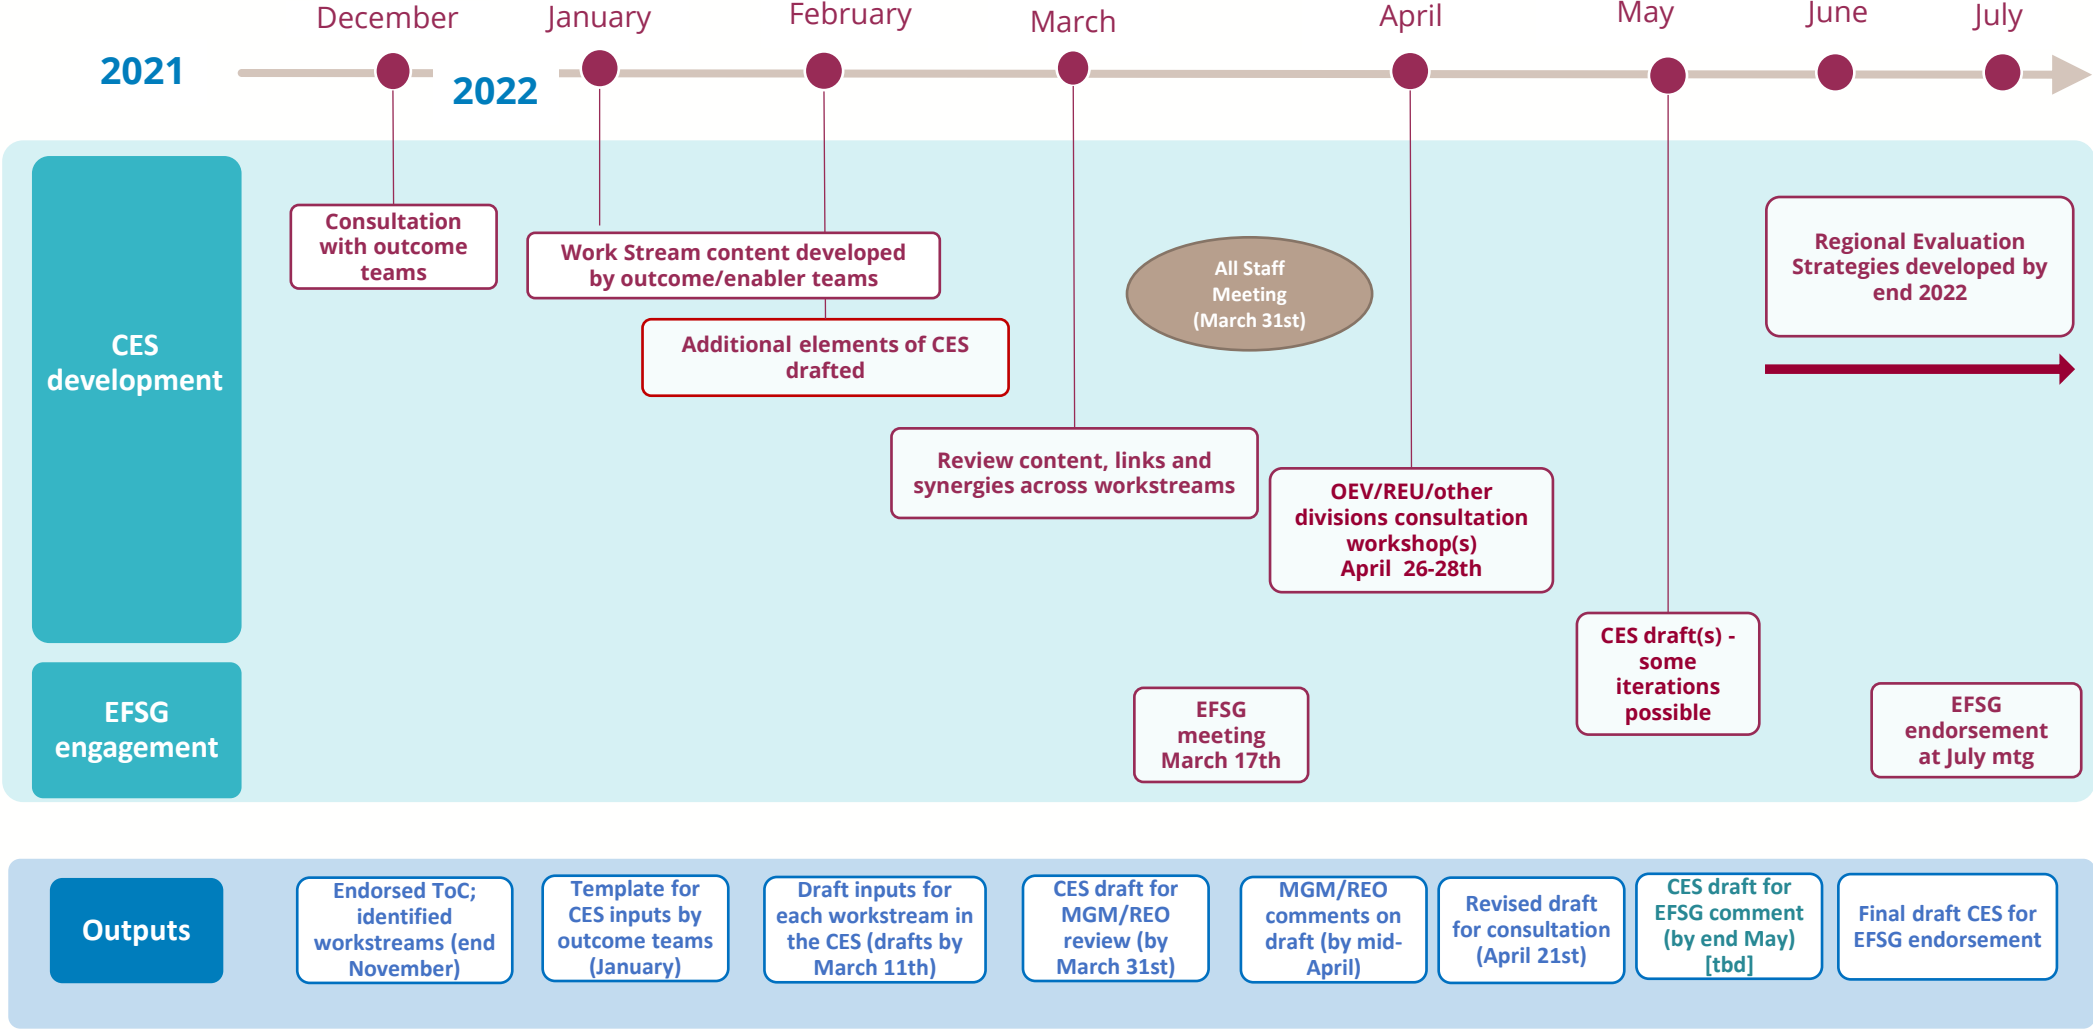 December
January
February
March
April
May
June
July
2021
2022
CES
development
Consultation
with outcome
teams
Work Stream content developed
by outcome/enabler teams
Additional elements of CES
drafted
All Staff
Meeting
(March 31st)
Regional Evaluation
Strategies developed by
end 2022
Review content, links and
synergies across workstreams
OEV/REU/other
divisions consultation
workshop(s)
April  26-28th
CES draft(s) -
some
iterations
possible
EFSG
engagement
EFSG
meeting
March 17th
EFSG
endorsement
at July mtg
Outputs
Endorsed ToC;
identified
workstreams (end
November)
Template for
CES inputs by
outcome teams
(January)
Draft inputs for
each workstream in
the CES (drafts by
March 11th)
CES draft for
MGM/REO
review (by
March 31st)
MGM/REO
comments on
draft (by mid-
April)
Revised draft
for consultation
(April 21st)
CES draft for
EFSG comment
(by end May)
[tbd]
Final draft CES for
EFSG endorsement